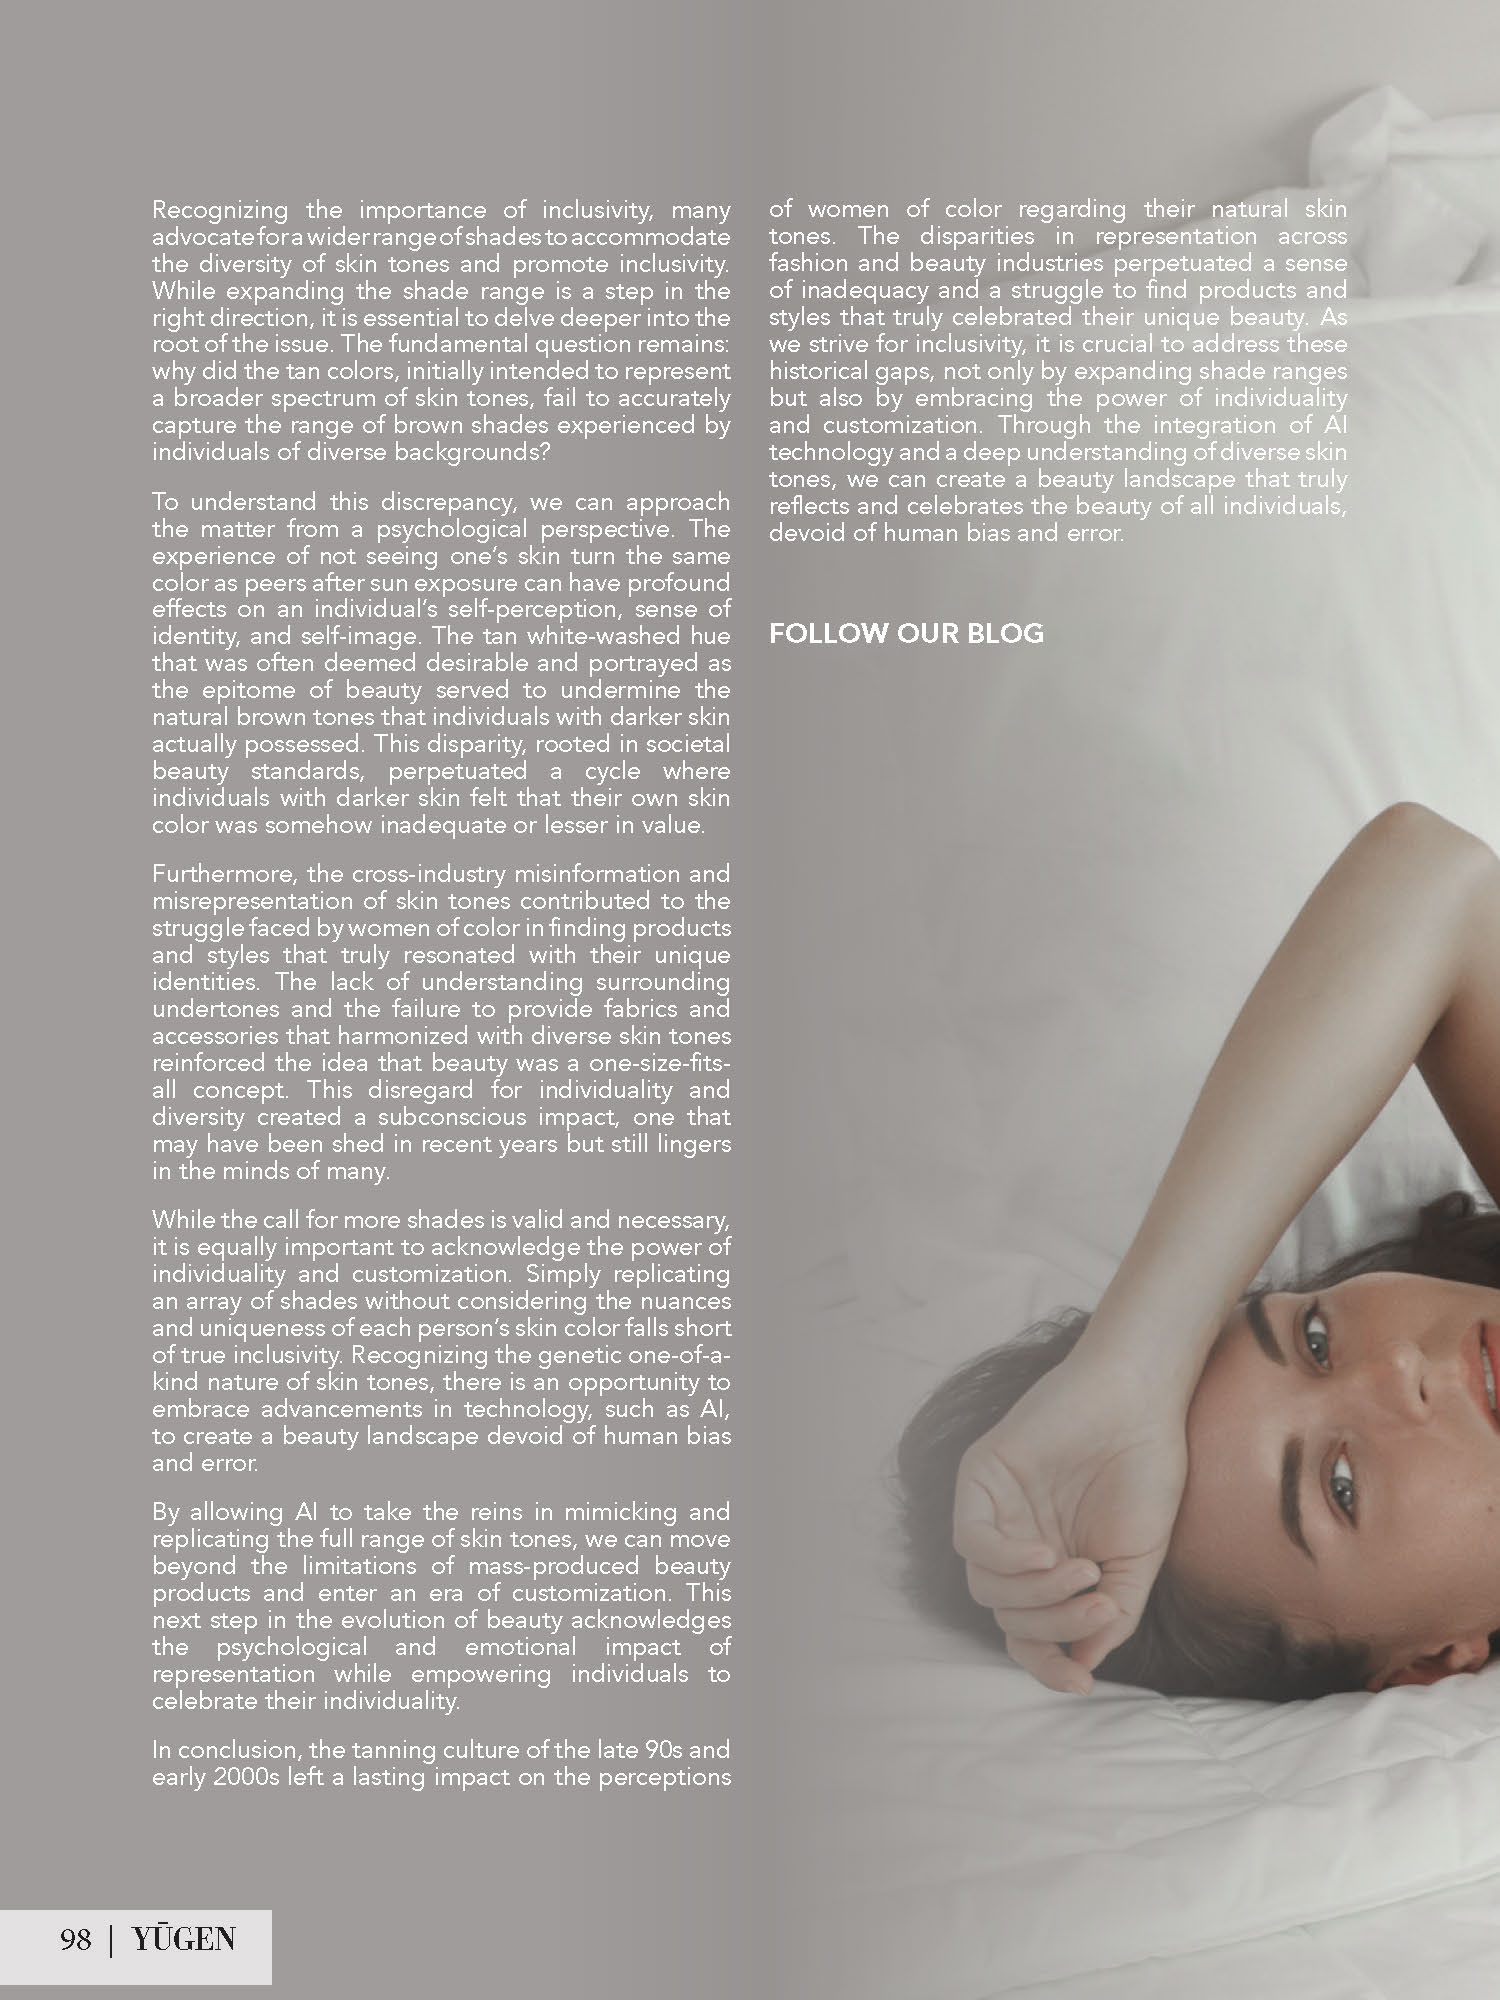 Recognizing the importance of inclusivity, many
advocate for a wider range of shades to accommodate
the diversity of skin tones and promote inclusivity.
While expanding the shade range is a step in the
right direction, it is essential to delve deeper into the
root of the issue. The fundamental question remains:
why did the tan colors, initially intended to represent
a broader spectrum of skin tones, fail to accurately
capture the range of brown shades experienced by
individuals of diverse backgrounds?
To understand this discrepancy, we can approach
the matter from a psychological perspective. The
experience of not seeing one's skin turn the same
color as peers after sun exposure can have profound
effects on an individual's self-perception, sense of
identity, and self-image. The tan white-washed hue
that was often deemed desirable and portrayed as
the epitome of beauty served to undermine the
natural brown tones that individuals with darker skin
actually possessed. This disparity, rooted in societal
beauty standards, perpetuated a cycle where
individuals with darker skin felt that their own skin
color was somehow inadequate or lesser in value.
Furthermore, the cross-industry misinformation and
misrepresentation of skin tones contributed to the
struggle faced by women of color in finding products
and styles that truly resonated with their unique
identities. The lack of understanding surrounding
undertones and the failure to provide fabrics and
accessories that harmonized with diverse skin tones
reinforced the idea that beauty was a one-size-fits-
all concept. This disregard for individuality and
diversity created a subconscious impact, one that
may have been shed in recent years but still lingers
in the minds of many.
While the call for more shades is valid and necessary,
it is equally important to acknowledge the power of
individuality and customization. Simply replicating
an array of shades without considering the nuances
and uniqueness of each person's skin color falls short
of true inclusivity. Recognizing the genetic one-of-a-
kind nature of skin tones, there is an opportunity to
embrace advancements in technology, such as AI,
to create a beauty landscape devoid of human bias
and error.
By allowing AI to take the reins in mimicking and
replicating the full range of skin tones, we can move
beyond the limitations of mass-produced beauty
products and enter an era of customization. This
next step in the evolution of beauty acknowledges
the psychological and emotional impact of
representation while empowering individuals to
celebrate their individuality.
In conclusion, the tanning culture of the late 90s and
early 2000s left a lasting impact on the perceptions
of women of color regarding their natural skin
tones. The disparities in representation across
fashion and beauty industries perpetuated a sense
of inadequacy and a struggle to find products and
styles that truly celebrated their unique beauty. As
we strive for inclusivity, it is crucial to address these
historical gaps, not only by expanding shade ranges
but also by embracing the power of individuality
and customization. Through the integration of AI
technology and a deep understanding of diverse skin
tones, we can create a beauty landscape that truly
reflects and celebrates the beauty of all individuals,
devoid of human bias and error.
FOLLOW OUR BLOG
98 | YŪGEN